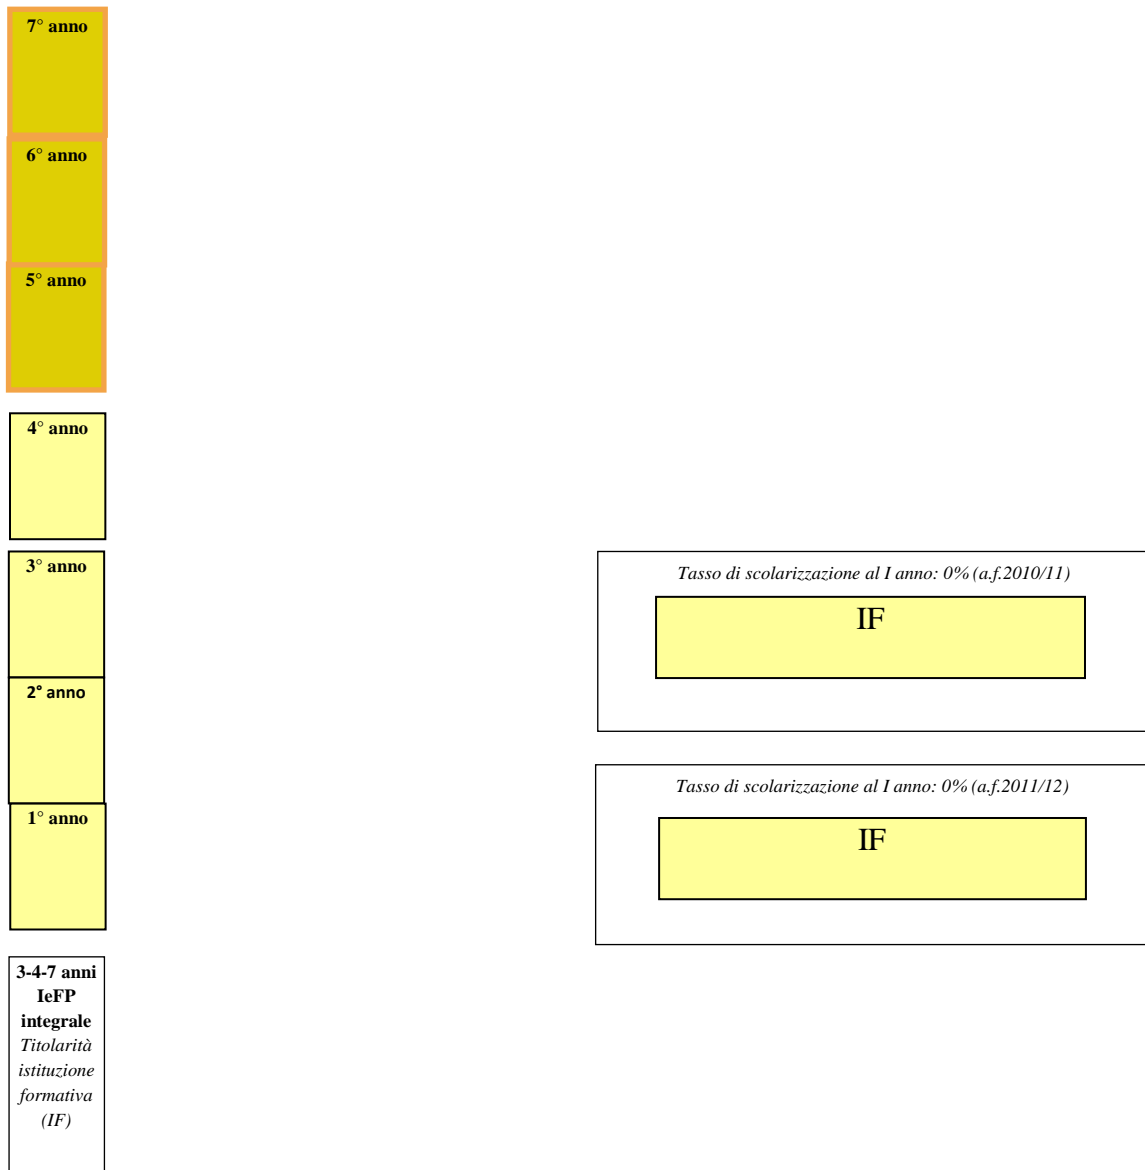 7° anno
6° anno
5° anno
4° anno
3° anno
2° anno
1° anno
3-4-7 anni
IeFP
integrale
Titolarità
istituzione
formativa
(IF)
Tasso di scolarizzazione al I anno: 0% (a.f.2010/11)
IF
Tasso di scolarizzazione al I anno: 0% (a.f.2011/12)
IF